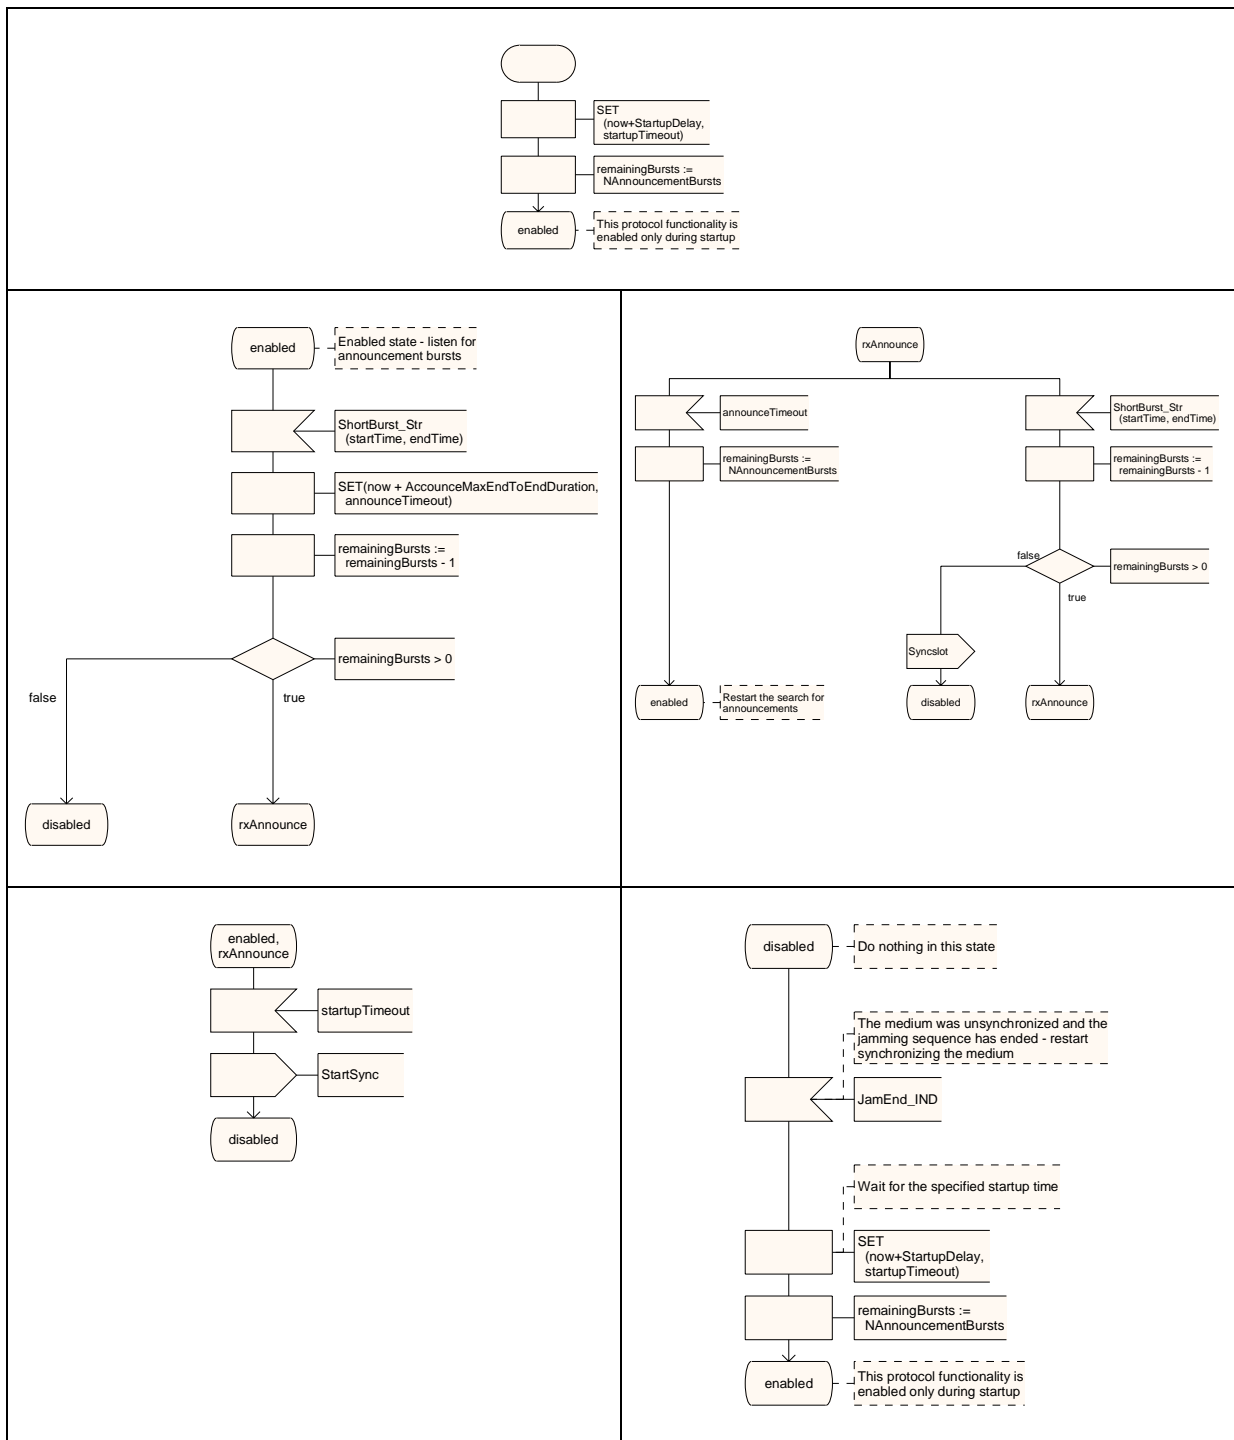 SET
(now+StartupDelay,
startupTimeout)
remainingBursts :=
NAnnouncementBursts
enabled
This protocol functionality is
enabled only during startup
enabled
Enabled state - listen for
announcement bursts
ShortBurst_Str
(startTime, endTime)
SET(now + AccounceMaxEndToEndDuration,
announceTimeout)
remainingBursts :=
remainingBursts - 1
remainingBursts > 0
false
true
disabled
rxAnnounce
rxAnnounce
announceTimeout
remainingBursts :=
NAnnouncementBursts
enabled
Restart the search for
announcements
ShortBurst_Str
(startTime, endTime)
remainingBursts :=
remainingBursts - 1
false
remainingBursts > 0
true
Syncslot
disabled
rxAnnounce
enabled,
rxAnnounce
startupTimeout
StartSync
disabled
disabled
Do nothing in this state
The medium was unsynchronized and the
jamming sequence has ended - restart
synchronizing the medium
JamEnd_IND
Wait for the specified startup time
SET
(now+StartupDelay,
startupTimeout)
remainingBursts :=
NAnnouncementBursts
enabled
This protocol functionality is
enabled only during startup